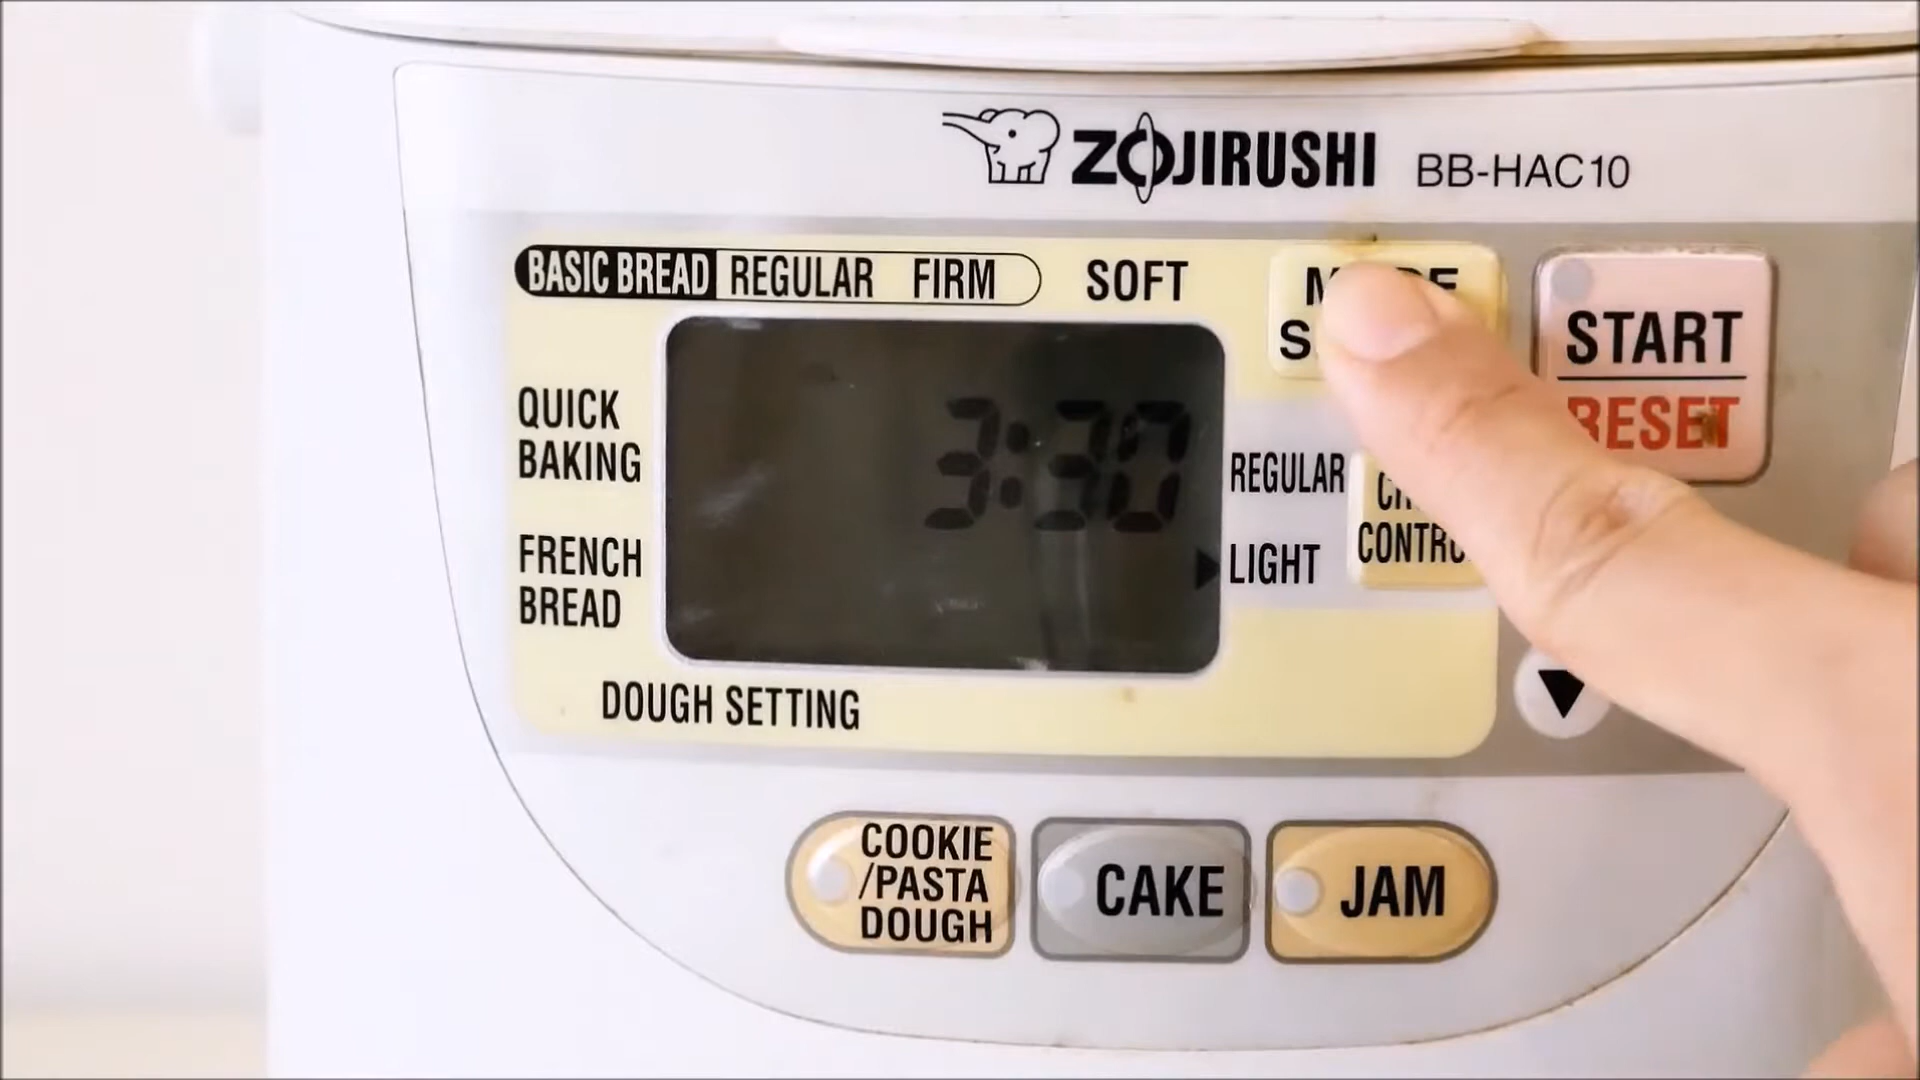 ZOJIRUSHI BB-HAC10
BASIC BREAD REGULAR FIRM SOFT
START
RESET
QUICK
BAKING
3:30
REGULAR
LIGHT
FRENCH
BREAD
DOUGH SETTING
COOKIE
/PASTA
DOUGH
CAKE
JAM